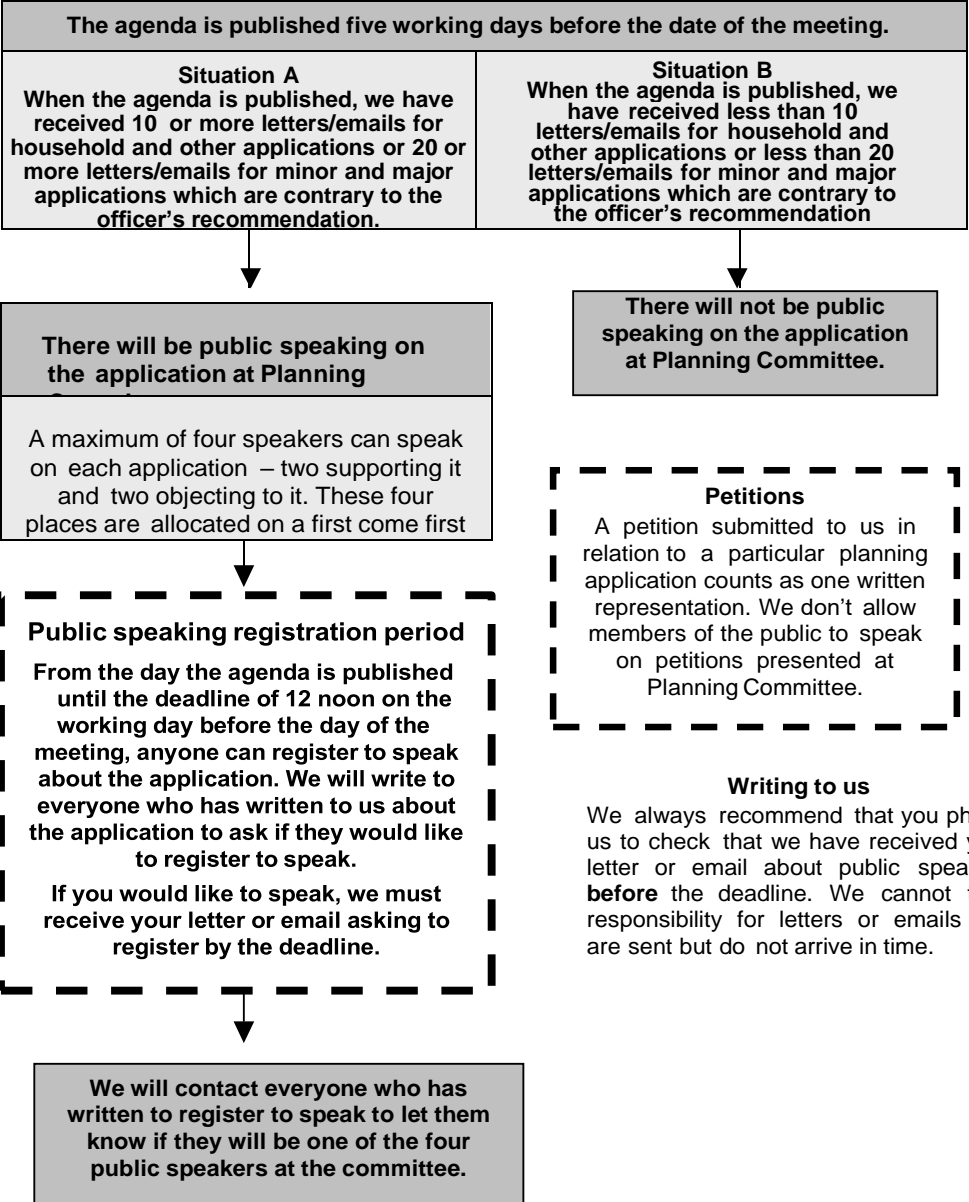 The agenda is published five working days before the date of the meeting.
Situation A
When the agenda is published, we have
received 10 or more letters/emails for
household and other applications or 20 or
more letters/emails for minor and major
applications which are contrary to the
officer's recommendation.
Situation B
When the agenda is published, we
have received less than 10
letters/emails for household and
other applications or less than 20
letters/emails for minor and major
applications which are contrary to
the officer's recommendation
There will be public speaking on
the application at Planning
A maximum of four speakers can speak
on each application – two supporting it
and two objecting to it. These four
places are allocated on a first come first
There will not be public
speaking on the application
at Planning Committee.
Petitions
A petition submitted to us in
relation to a particular planning
application counts as one written
representation. We don't allow
members of the public to speak
on petitions presented at
Planning Committee.
Public speaking registration period
From the day the agenda is published
until the deadline of 12 noon on the
working day before the day of the
meeting, anyone can register to speak
about the application. We will write to
everyone who has written to us about
the application to ask if they would like
to register to speak.
If you would like to speak, we must
receive your letter or email asking to
register by the deadline.
Writing to us
We always recommend that you
us to check that we have received
letter or email about public
before the deadline. We cannot
responsibility for letters or emails
are sent but do not arrive in time.
We will contact everyone who has
written to register to speak to let them
know if they will be one of the four
public speakers at the committee.